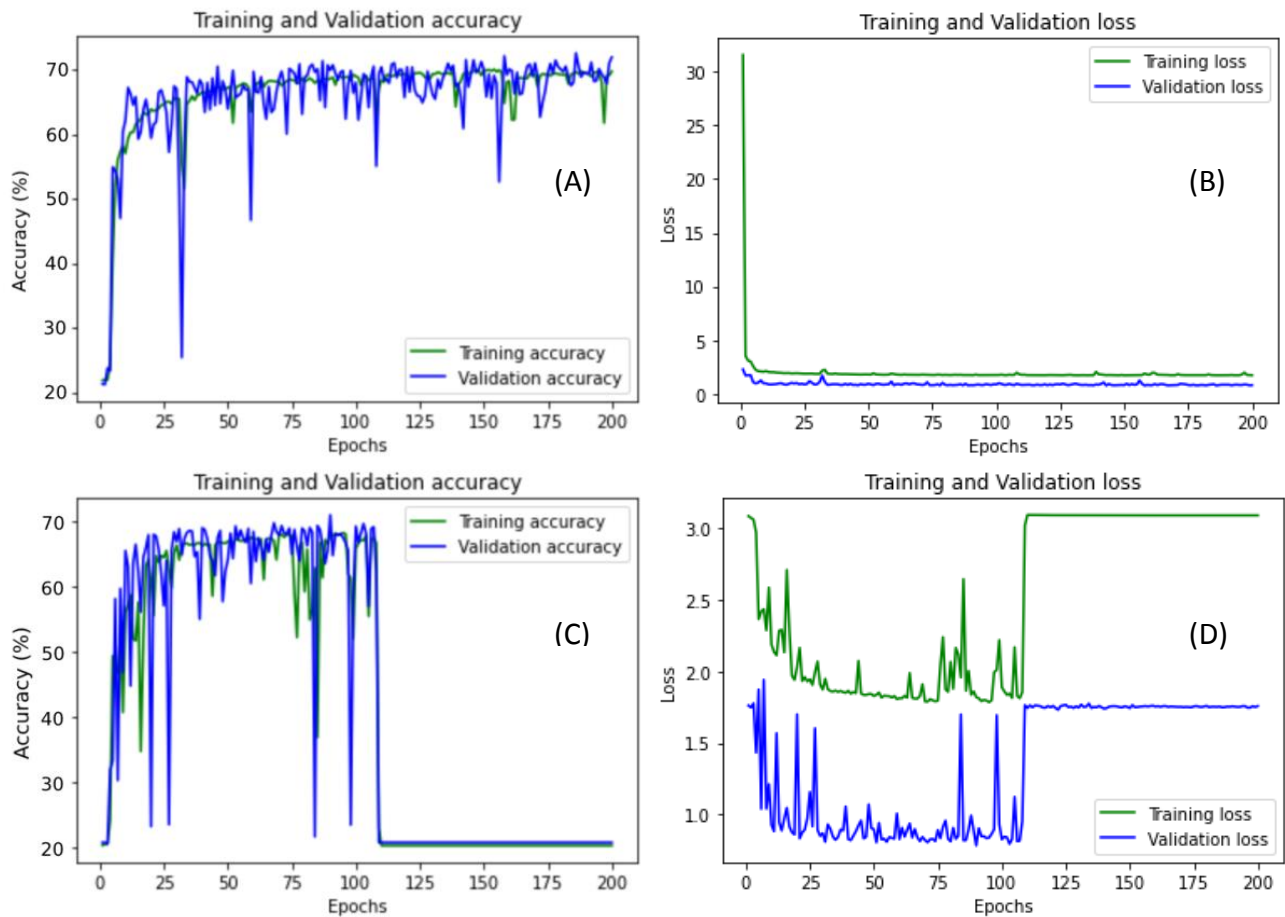 Training and Validation accuracy
70
60
50
40
30
20
Accuracy (%)
(A)
Training accuracy
Validation accuracy
0 25 50 75 100 125 150 175 200
Epochs
Training and Validation loss
30
25
20
15
10
5
0
Loss
Training loss
Validation loss
(B)
0 25 50 75 100 125 150 175 200
Epochs
Training and Validation accuracy
70
60
50
40
30
20
Accuracy (%)
Training accuracy
Validation accuracy
(C)
0 25 50 75 100 125 150 175 200
Epochs
Training and Validation loss
3.0
2.5
2.0
1.5
1.0
Loss
(D)
Training loss
Validation loss
0 25 50 75 100 125 150 175 200
Epochs